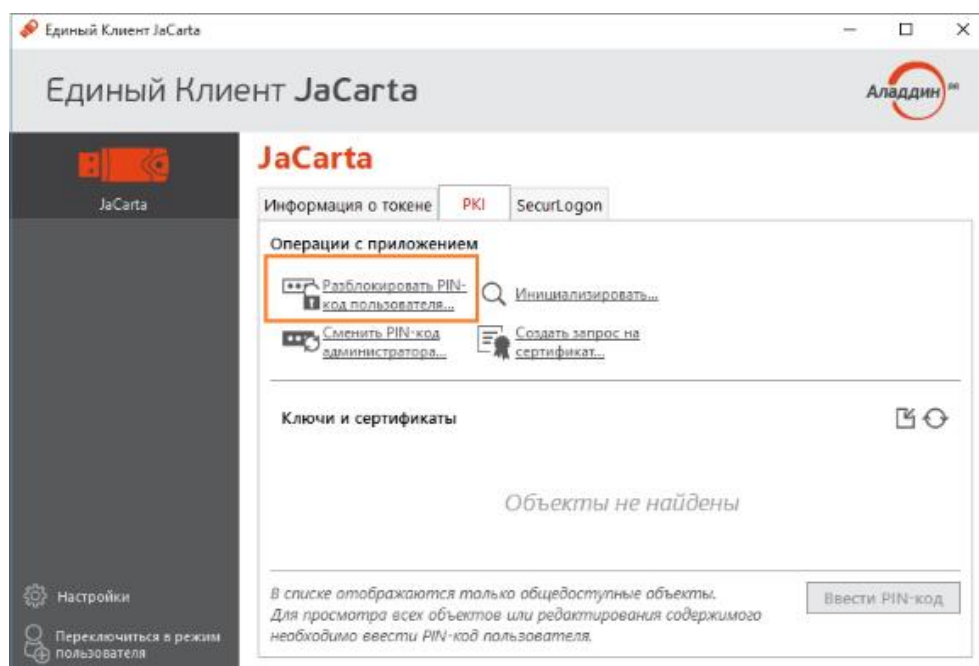 Единый Клиент JaCarta
Единый Клиент JaCarta
Аладдин
JaCarta
JaCarta
Информация о токене
PKI
SecurLogon
Операции с приложением
Разблокировать PIN-
код пользователя...
Инициализировать...
Сменить PIN-код
администратора...
Создать запрос на
сертификат...
Ключи и сертификаты
Объекты не найдены
В списке отображаются только общедоступные объекты.
Для просмотра всех объектов или редактирования содержимого
необходимо ввести PIN-код пользователя.
Ввести PIN-код
Настройки
Переключиться в режим
пользователя